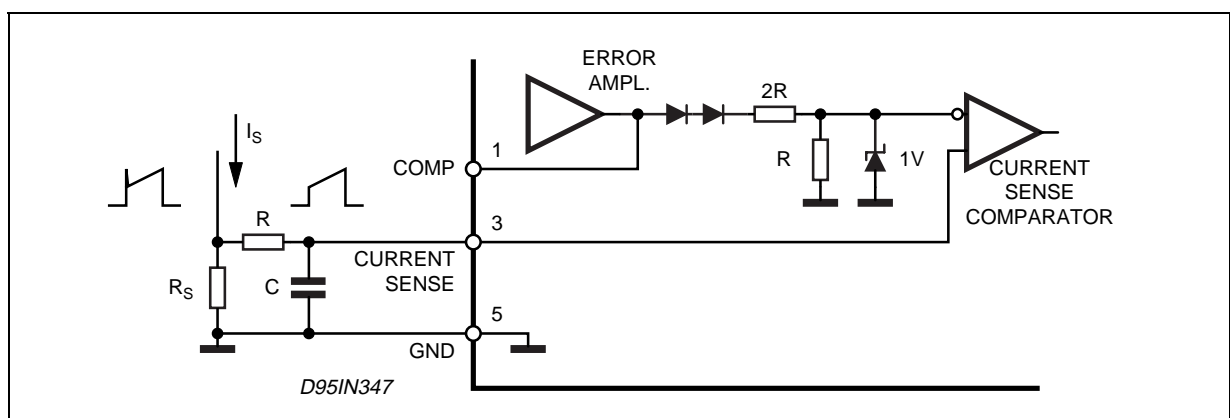 ERROR
AMPL.
2R
I_S
1
COMP
R
1V
CURRENT
SENSE
COMPARATOR
R
3
CURRENT
SENSE
R_S
C
5
GND
D95IN347